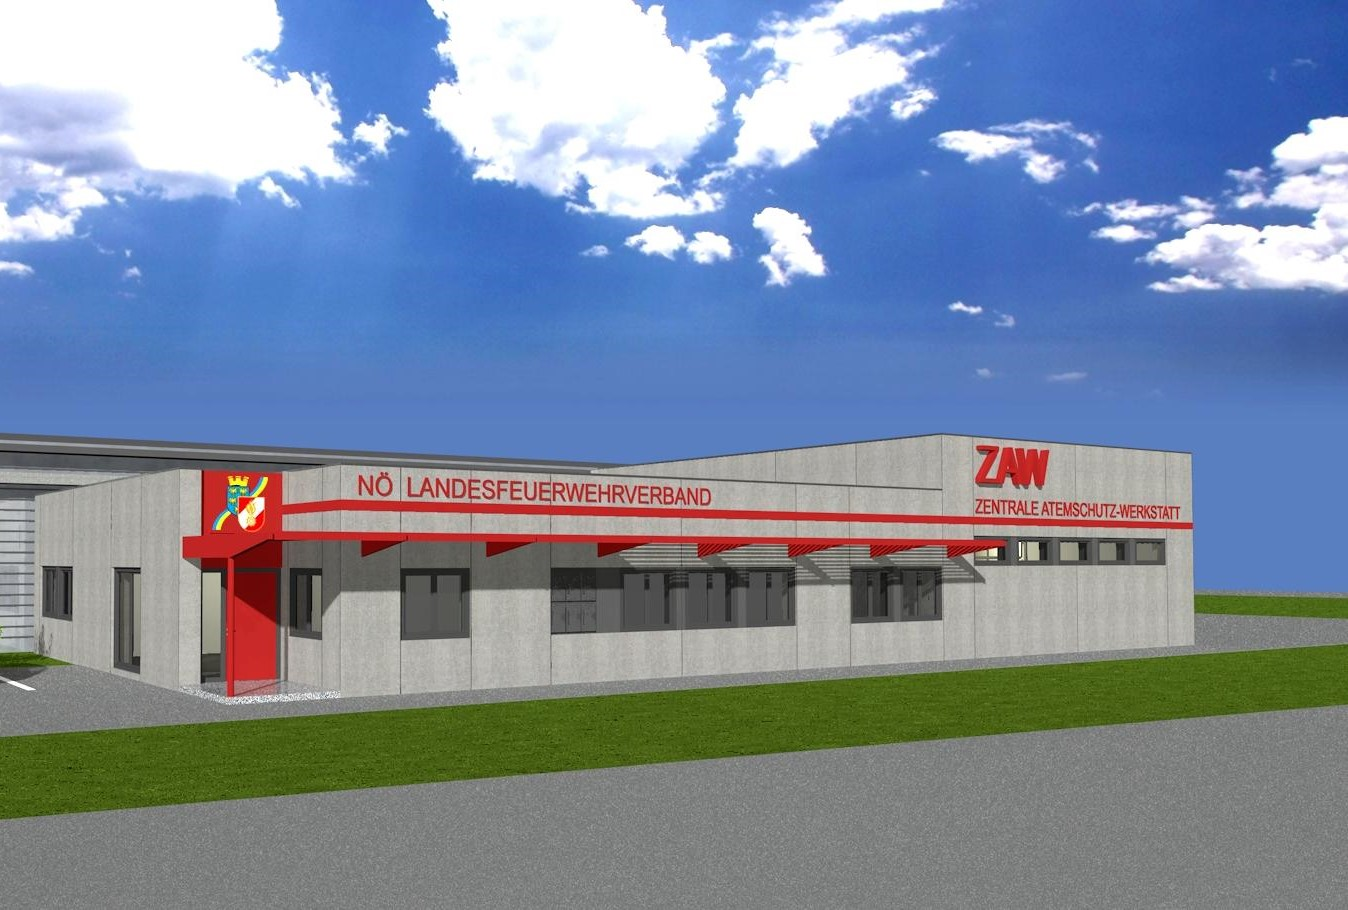 NÖ LANDESFEUERWEHRVERBAND
ZAW
ZENTRALE ATEMSCHUTZ-WERKSTATT